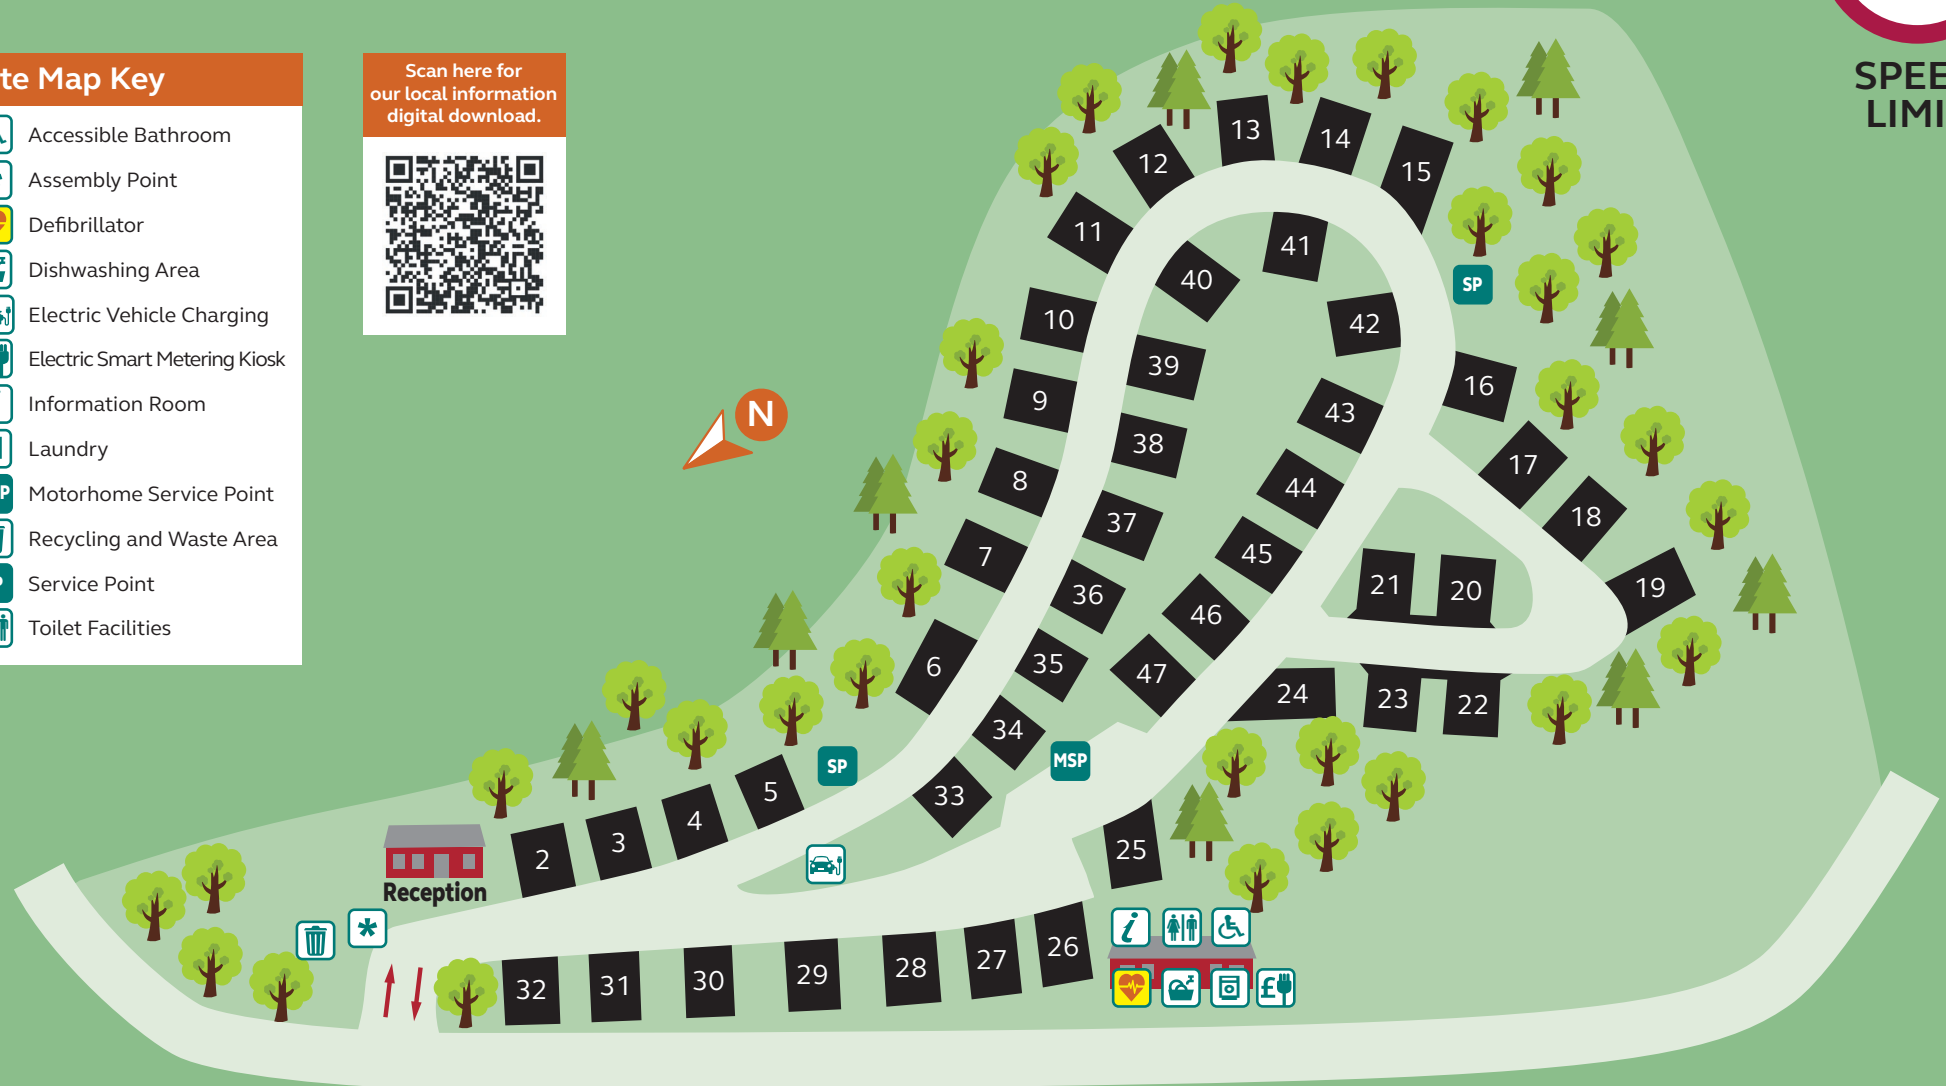 te Map Key
Accessible Bathroom
Assembly Point
Defibrillator
Dishwashing Area
Electric Vehicle Charging
Electric Smart Metering Kiosk
Information Room
Laundry
P
Motorhome Service Point
Recycling and Waste Area
Service Point
Toilet Facilities
Scan here for
our local information
digital download.
N
SPEE
LIMI
13
14
12
15
11
41
40
SP
10
42
39
16
9
43
38
17
8
44
18
37
45
7
21
20
19
36
46
35
6
47
24
23
22
34
MSP
SP
5
33
4
3
25
2
Reception
*
i
26
27
28
29
30
31
32
£